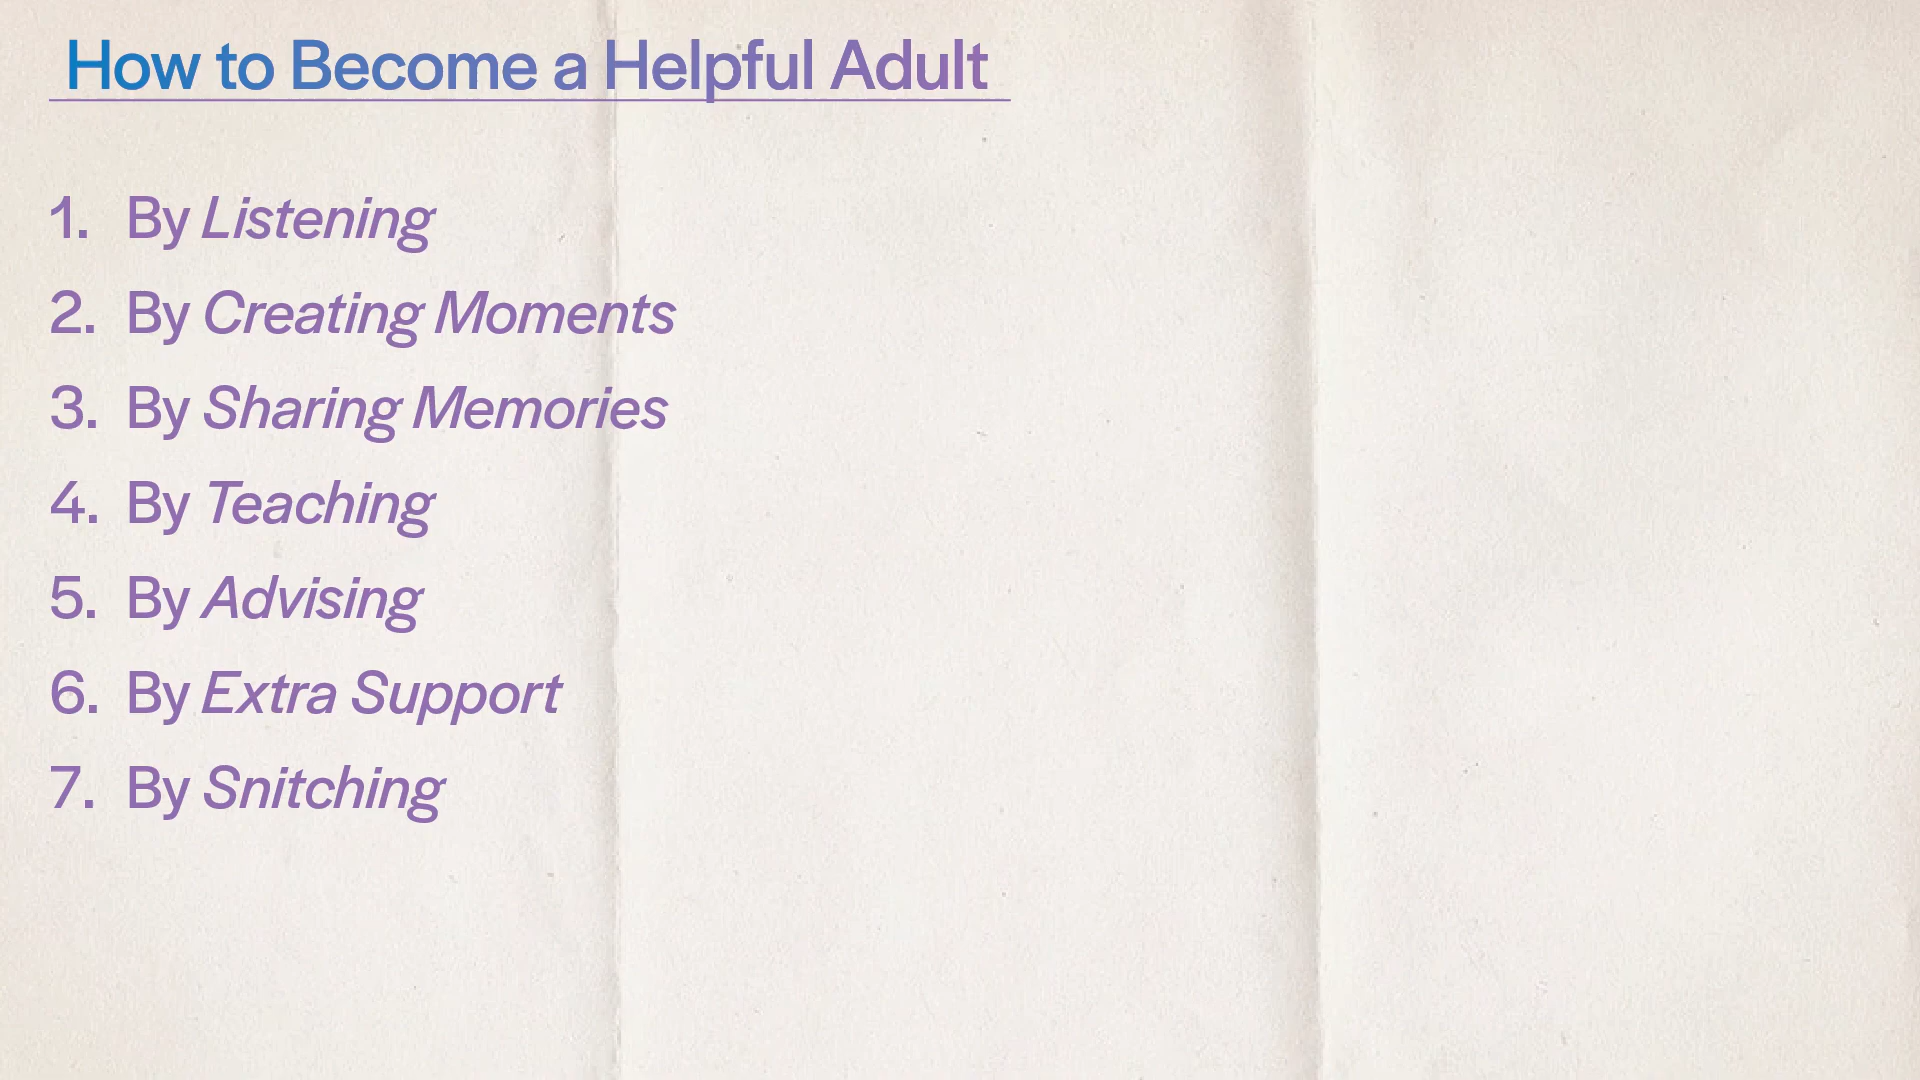 How to Become a Helpful Adult
1. By Listening
2. By Creating Moments
3. By Sharing Memories
4. By Teaching
5. By Advising
6. By Extra Support
7. By Snitching